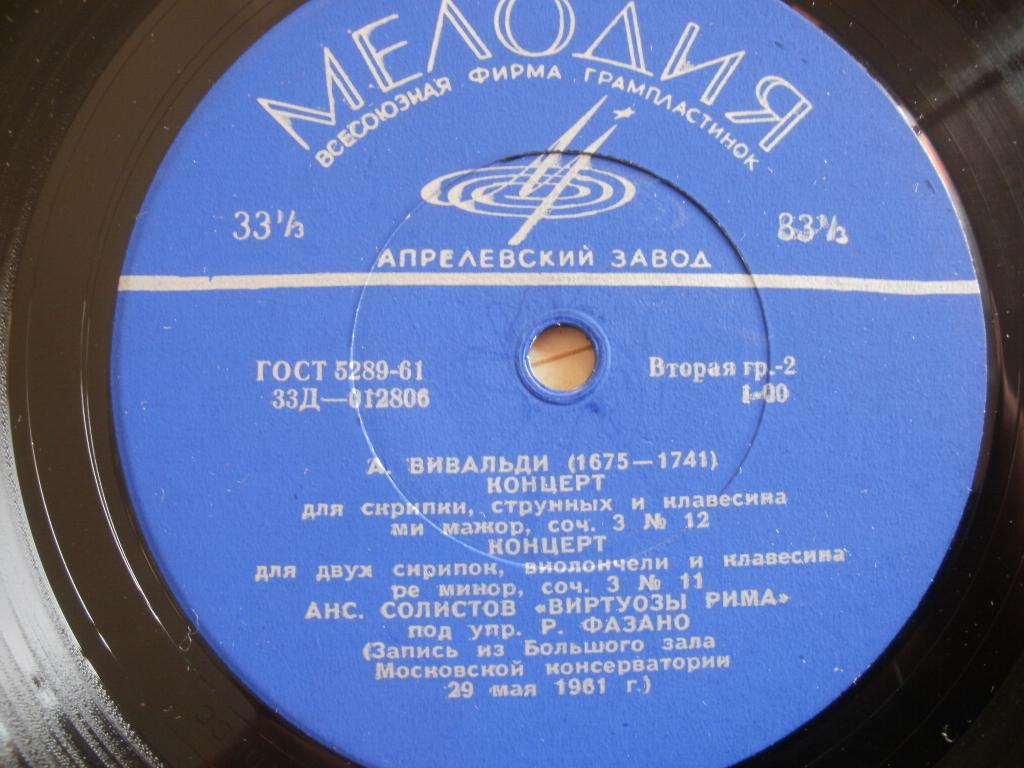 МЕЛОДИЯ
ВСЕСОЮЗНАЯ ФИРМА ГРАМПЛАСТИНОК
33⅓ 33⅓
АПРЕЛЕВСКИЙ ЗАВОД
ГОСТ 5289-61 Вторая гр.-2
33Д—012806 1-00
А. ВИВАЛЬДИ (1675—1741)
КОНЦЕРТ
для скрипки, струнных и клавесина
ми мажор, соч. 3 № 12
КОНЦЕРТ
для двух скрипок, виолончели и клавесина
ре минор, соч. 3 № 11
АНС. СОЛИСТОВ «ВИРТУОЗЫ РИМА»
под упр. Р. ФАЗАНО
(Запись из Большого зала
Московской консерватории
29 мая 1961 г.)